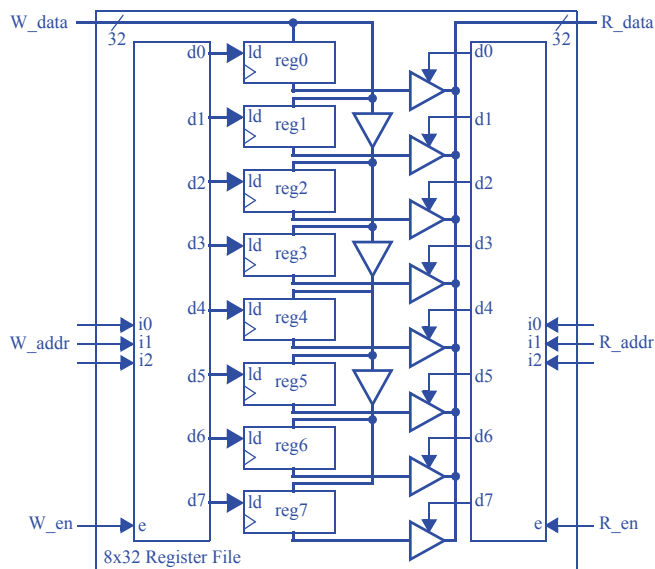 W_data
R_data
32
32
d0
ld
reg0
d0
d1
ld
reg1
d1
d2
ld
reg2
d2
d3
ld
reg3
d3
d4
ld
reg4
d4
i0
i0
W_addr
i1
i1
R_addr
i2
i2
d5
ld
reg5
d5
d6
ld
reg6
d6
d7
ld
reg7
d7
W_en
e
e
R_en
8x32 Register File